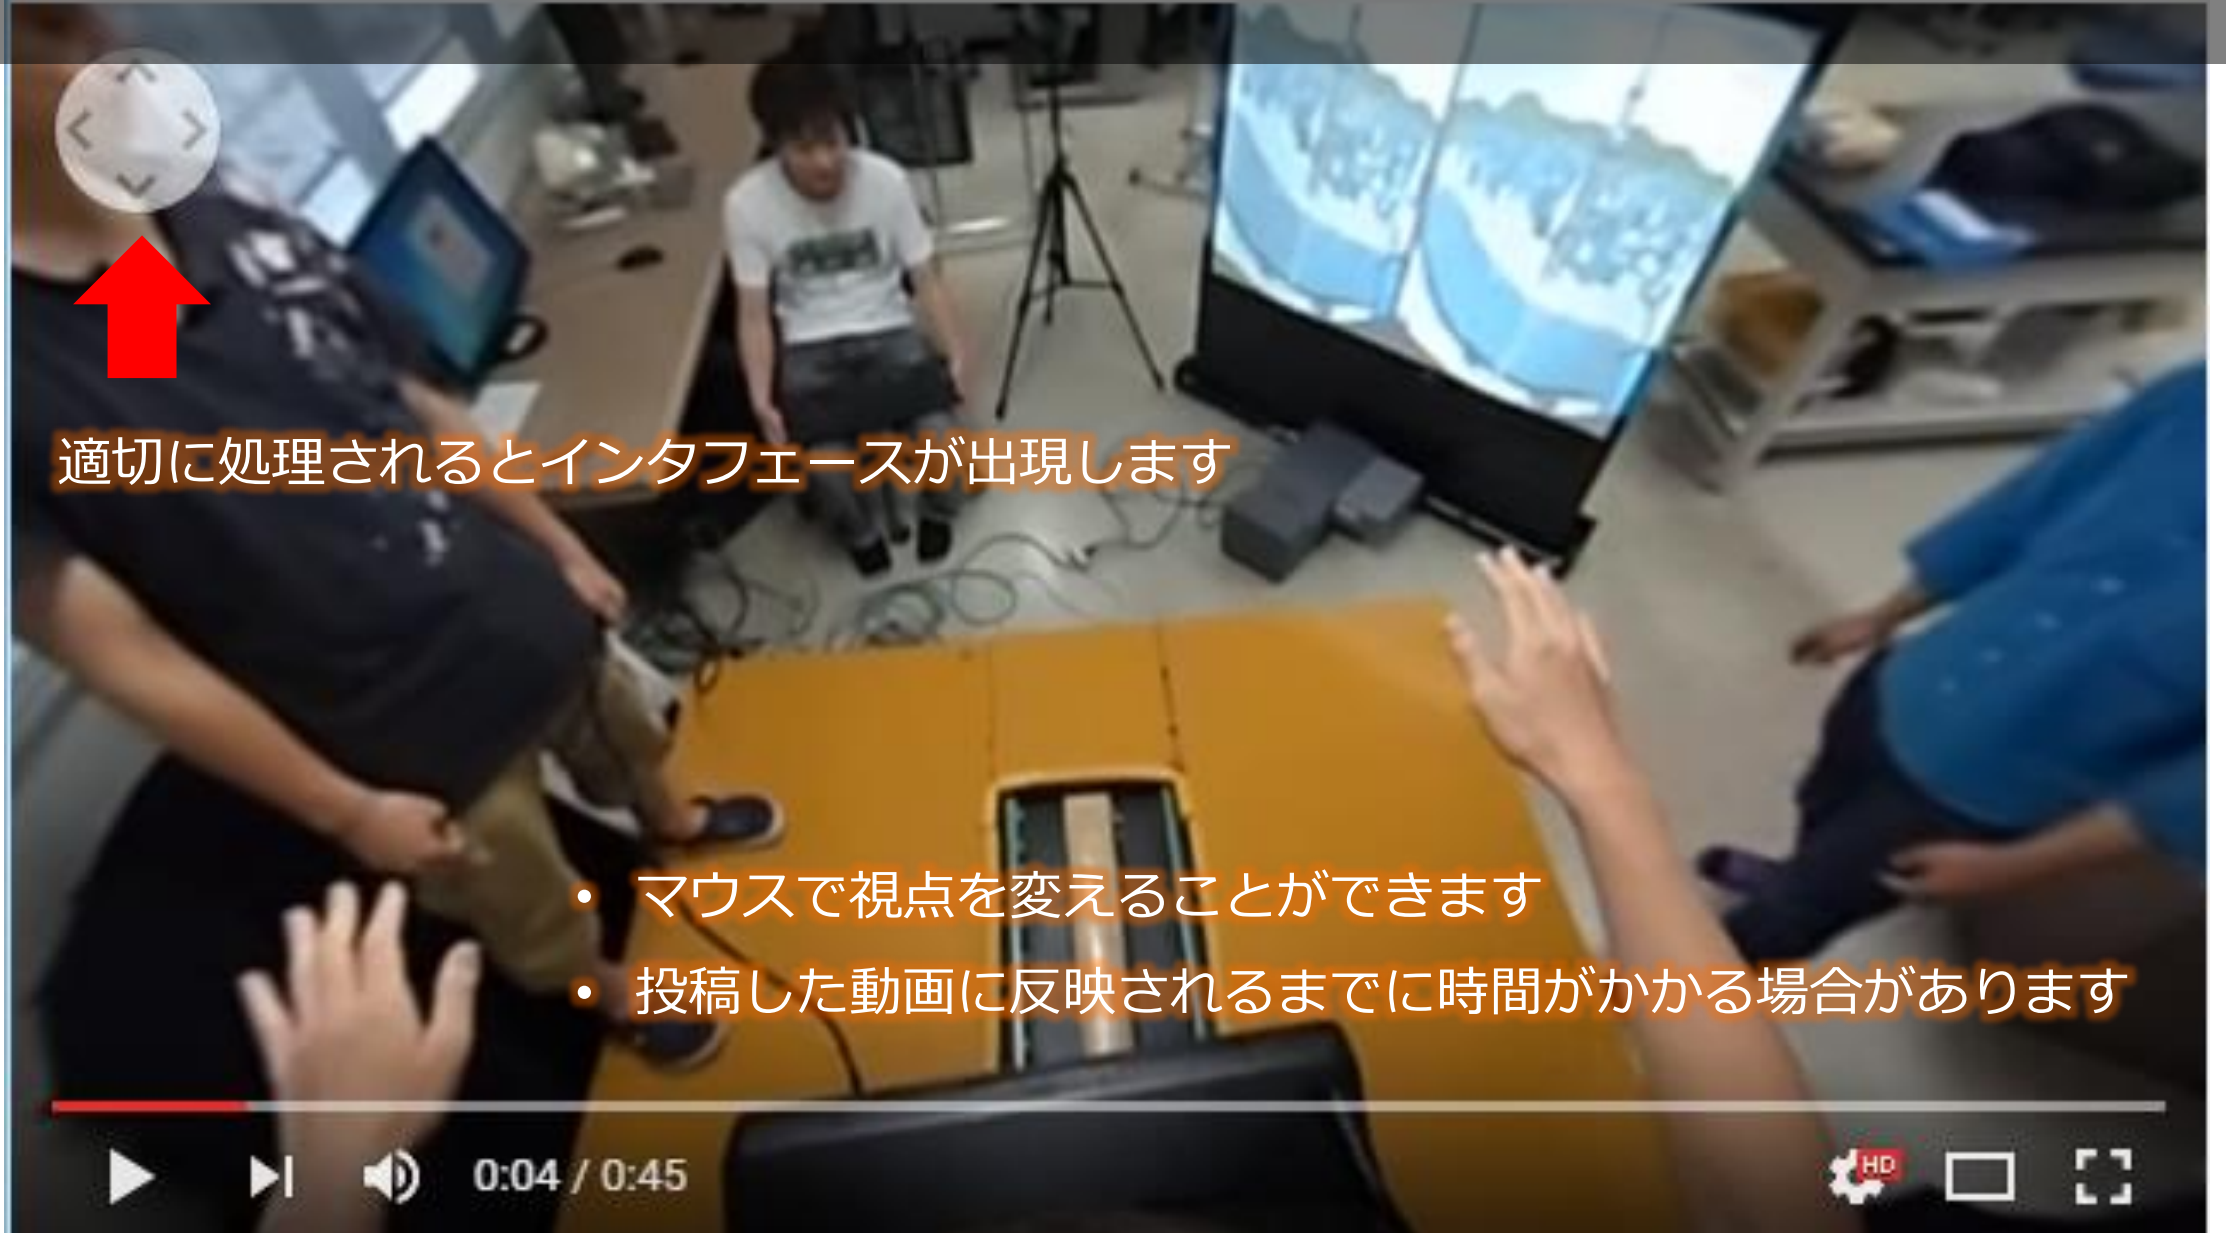 適切に処理されるとインタフェースが出現します
• マウスで視点を変えることができます
• 投稿した動画に反映されるまでに時間がかかる場合があります
0:04 / 0:45
HD